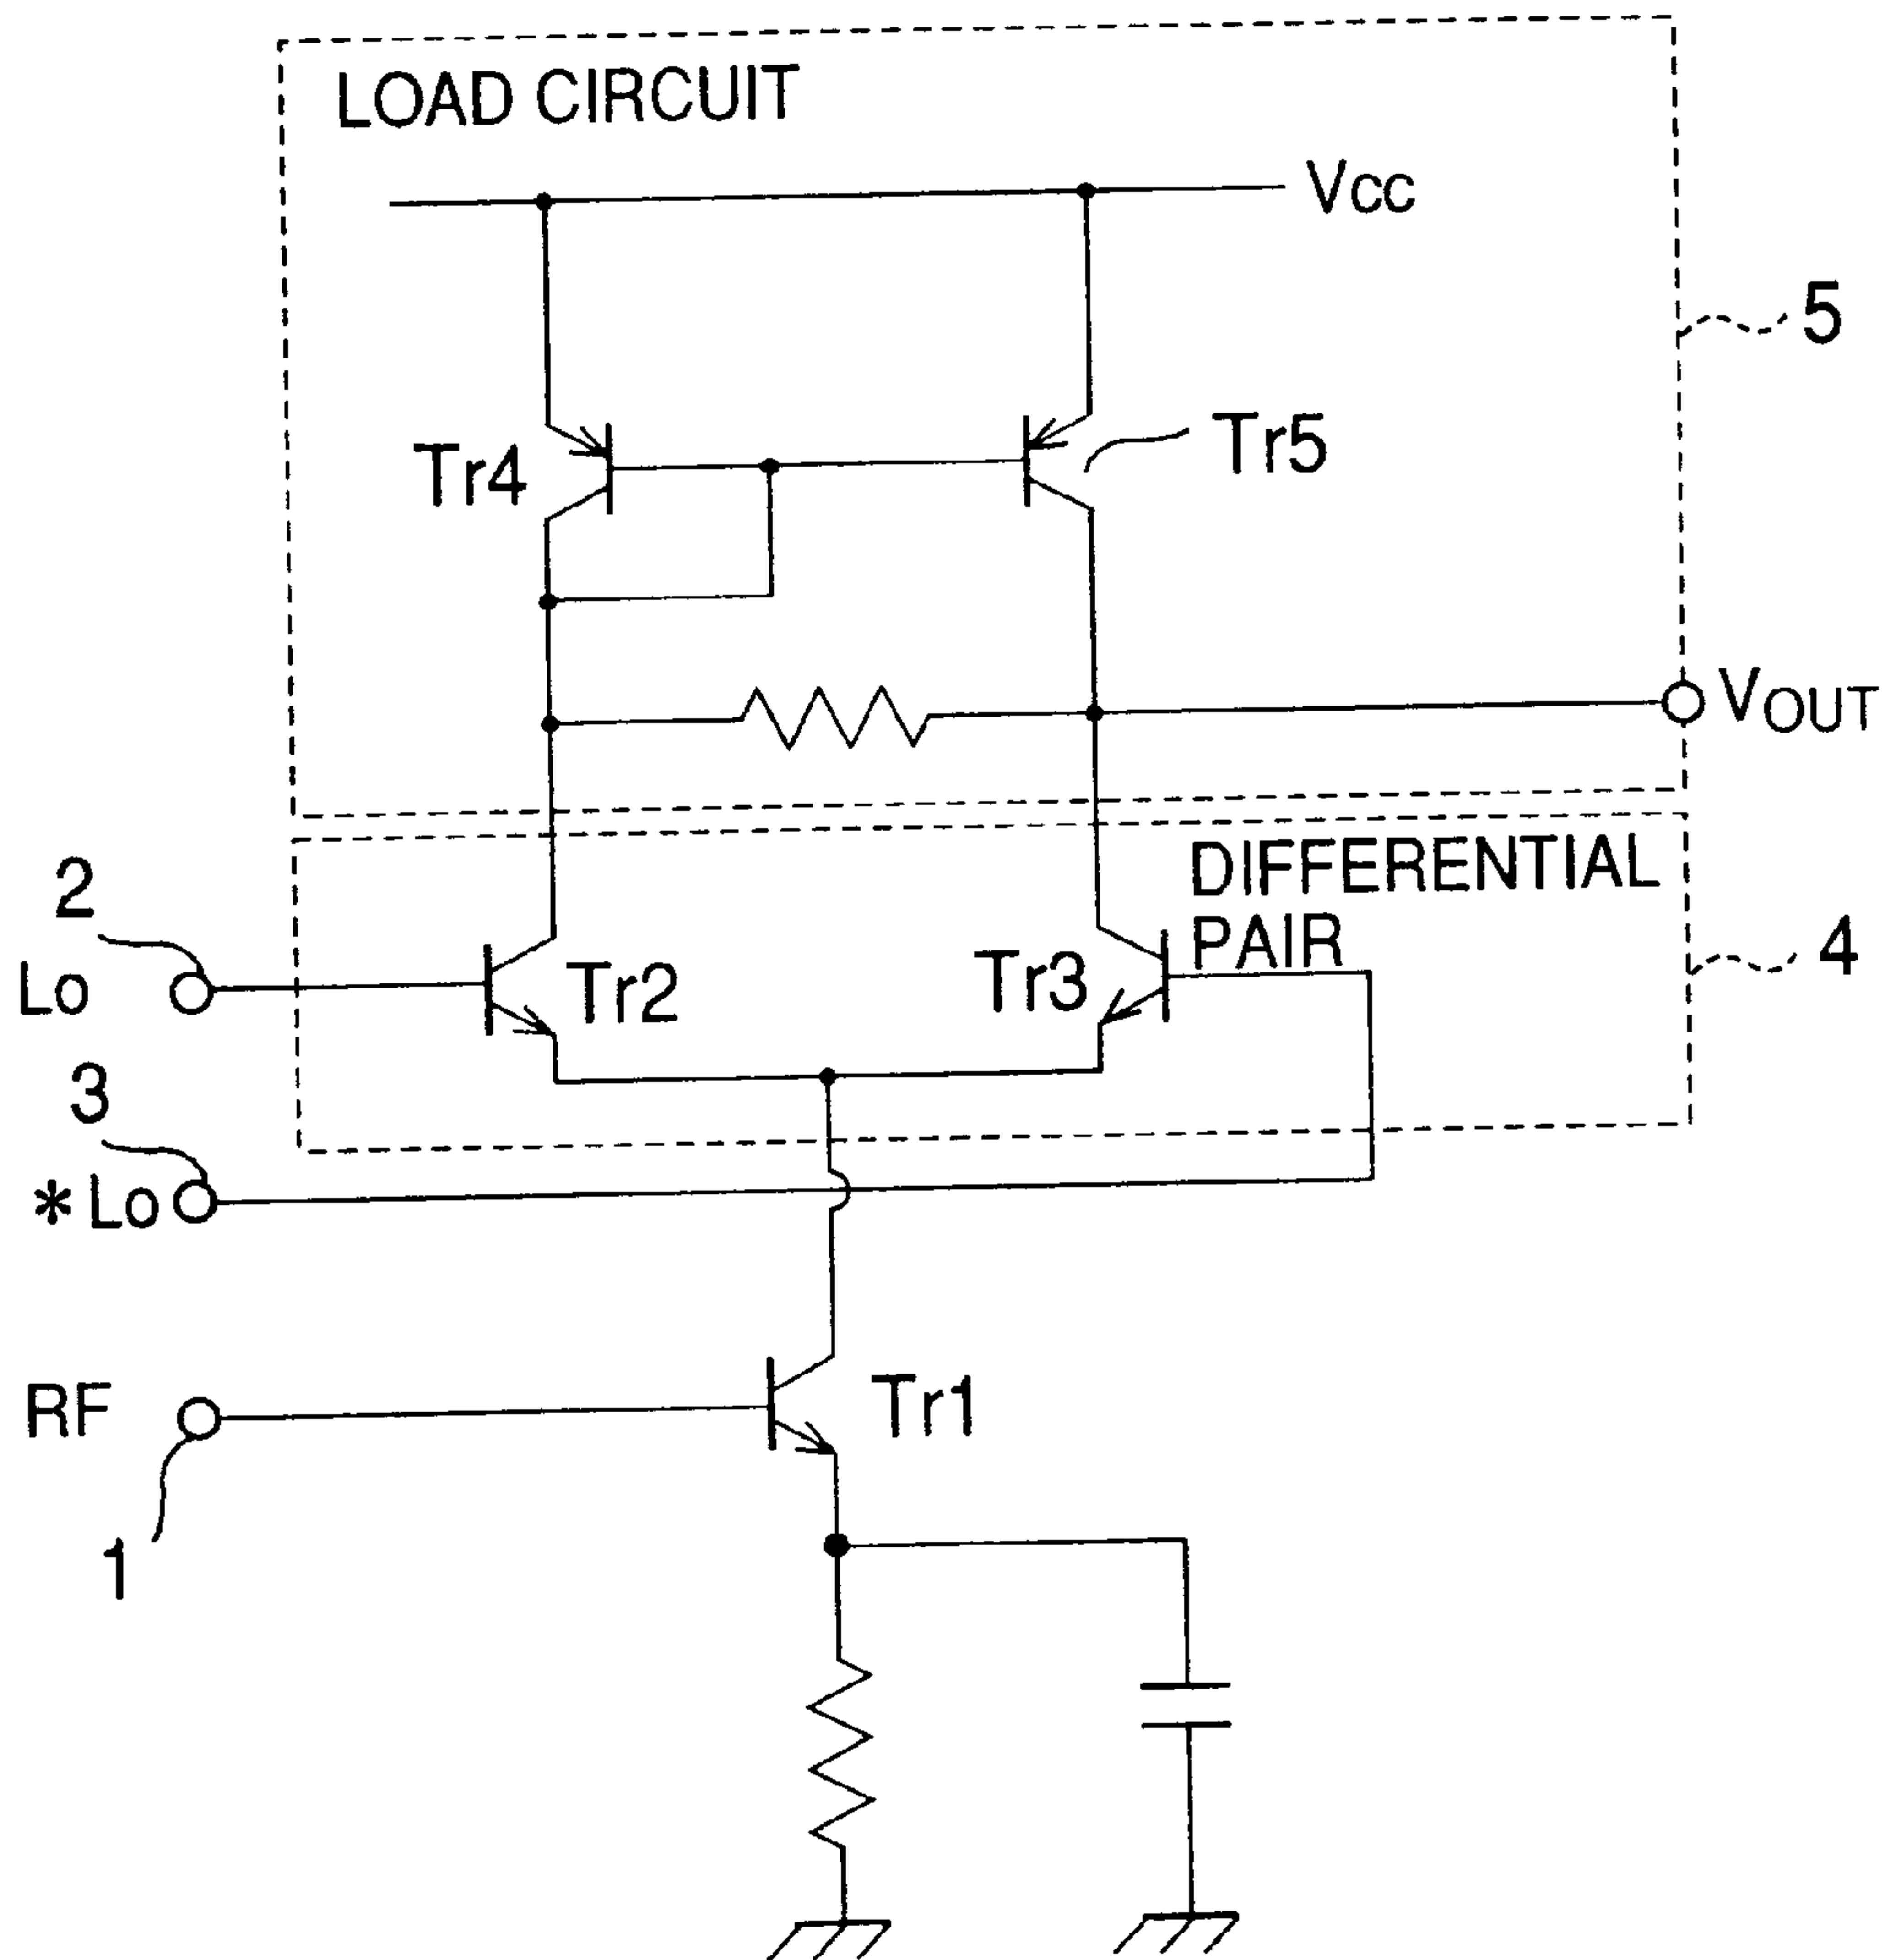 LOAD CIRCUIT
Vcc
5
Tr4
Tr5
VOUT
DIFFERENTIAL
PAIR
2
4
Lo
Tr2
Tr3
3
*Lo
RF
Tr1
1